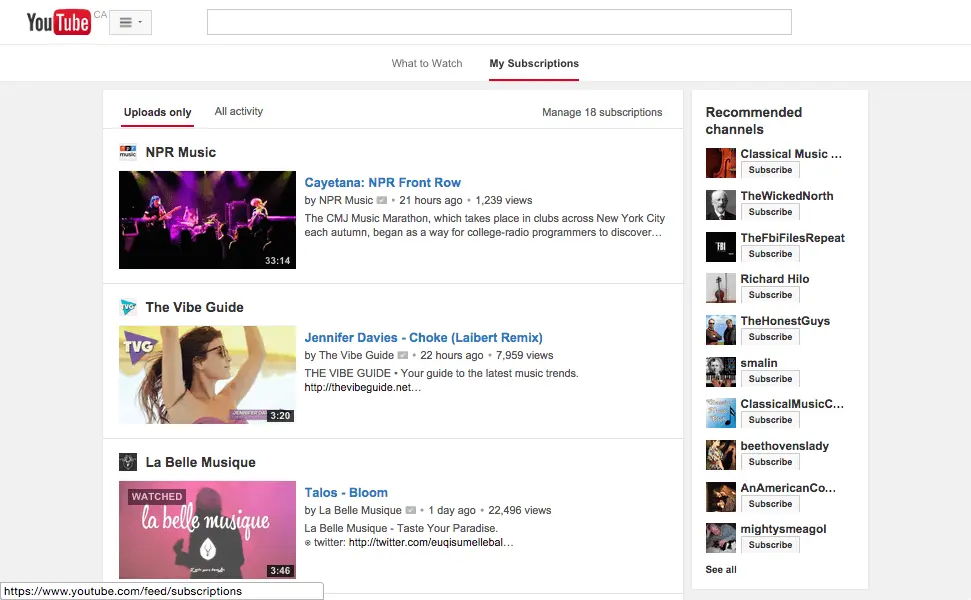 YouTube CA
What to Watch
My Subscriptions
Uploads only
All activity
Manage 18 subscriptions
NPR Music
Cayetana: NPR Front Row
by NPR Music • 21 hours ago • 1,239 views
The CMJ Music Marathon, which takes place in clubs across New York City
each autumn, began as a way for college-radio programmers to discover...
33:14
TVG
The Vibe Guide
TVG
Jennifer Davies - Choke (Laibert Remix)
by The Vibe Guide • 22 hours ago • 7,959 views
THE VIBE GUIDE • Your guide to the latest music trends.
http://thevibeguide.net...
3:20
La Belle Musique
WATCHED
la belle musique
Talos - Bloom
by La Belle Musique • 1 day ago • 22,496 views
La Belle Musique - Taste Your Paradise.
⊗ twitter: http://twitter.com/euqisumellebal...
3:46
https://www.youtube.com/feed/subscriptions
Recommended
channels
Classical Music ...
Subscribe
TheWickedNorth
Subscribe
FBI
TheFbiFilesRepeat
Subscribe
Richard Hilo
Subscribe
TheHonestGuys
Subscribe
smalin
Subscribe
ClassicalMusicC...
Subscribe
beethovenslady
Subscribe
AnAmericanCo...
Subscribe
mightysmeagol
Subscribe
See all